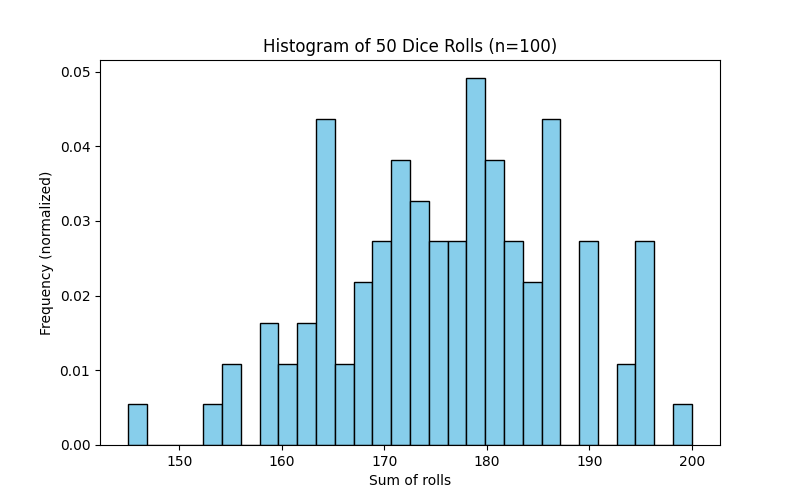 Histogram of 50 Dice Rolls (n=100)
Frequency (normalized)
0.05
0.04
0.03
0.02
0.01
0.00
150 160 170 180 190 200
Sum of rolls